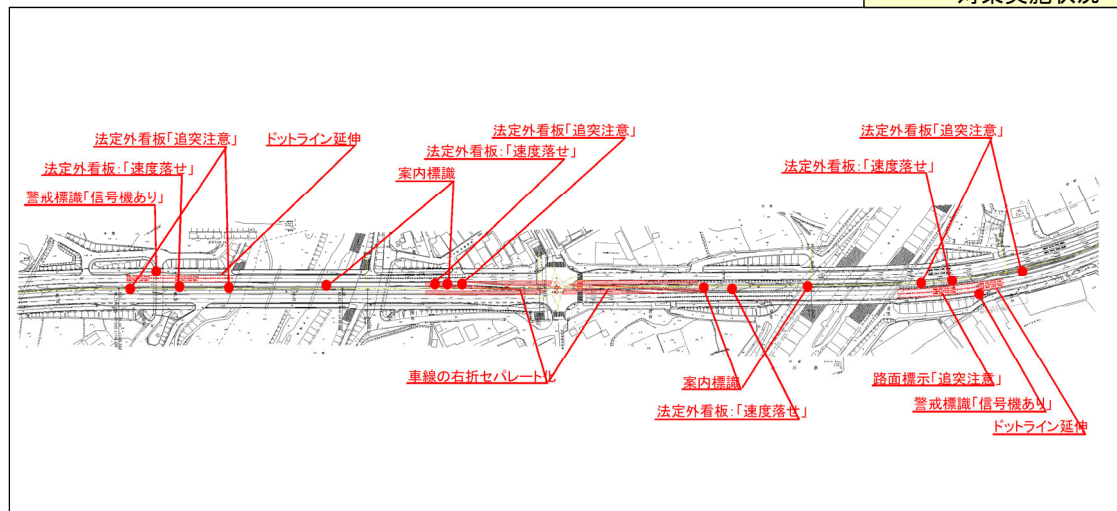 対策実施状況
法定外看板「追突注意」
ドットライン延伸
法定外看板:「速度落せ」
警戒標識「信号機あり」
法定外看板「追突注意」
法定外看板:「速度落せ」
案内標識
法定外看板「追突注意」
法定外看板:「速度落せ」
車線の右折セパレート化
案内標識
法定外看板:「速度落せ」
路面標示「追突注意」
警戒標識「信号機あり」
ドットライン延伸